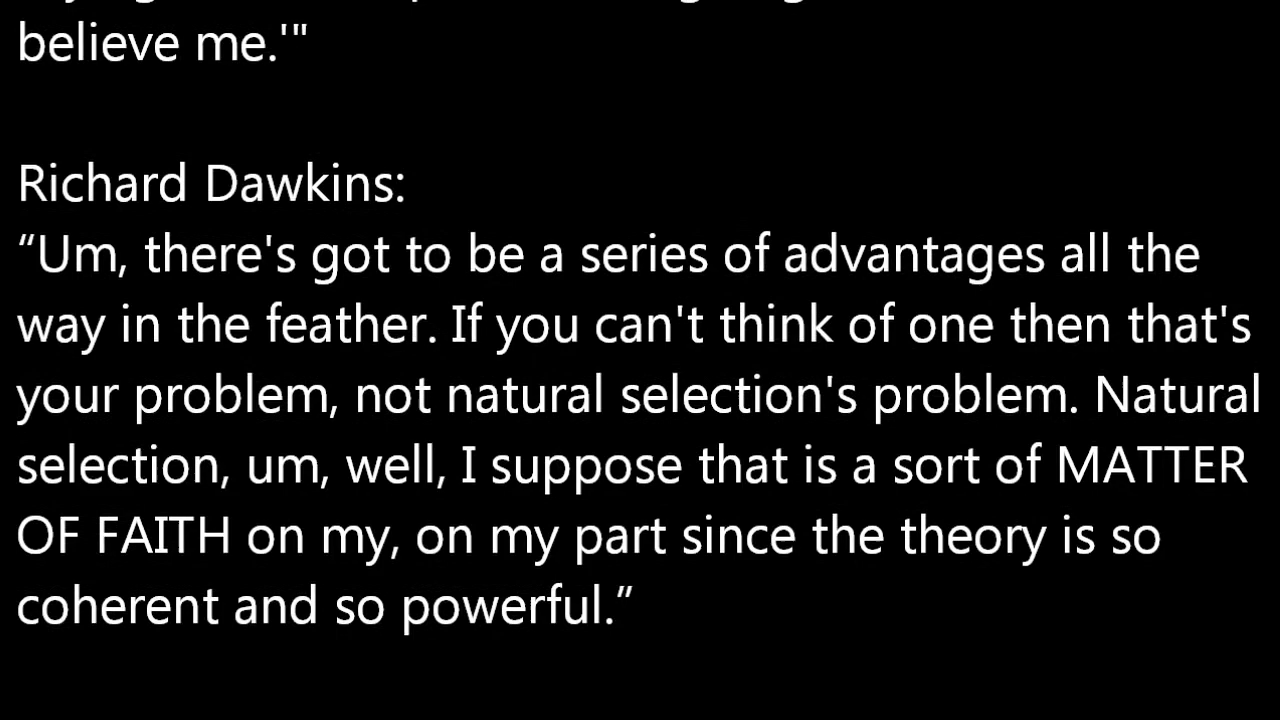 believe me.'"
Richard Dawkins:
“Um, there's got to be a series of advantages all the
way in the feather. If you can't think of one then that's
your problem, not natural selection's problem. Natural
selection, um, well, I suppose that is a sort of MATTER
OF FAITH on my, on my part since the theory is so
coherent and so powerful.”